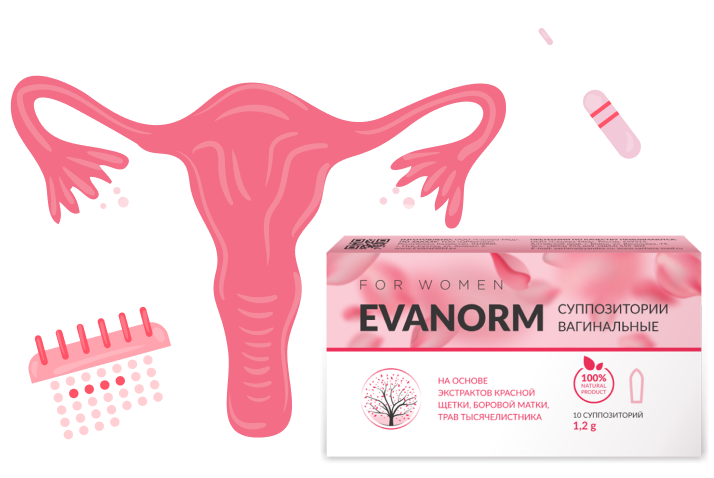 FOR WOMEN
EVANORM
СУППОЗИТОРИИ
ВАГИНАЛЬНЫЕ
НА ОСНОВЕ
ЭКСТРАКТОВ КРАСНОЙ
ЩЕТКИ, БОРОВОЙ МАТКИ,
ТРАВ ТЫСЯЧЕЛИСТНИКА
100%
NATURAL
PRODUCT
10 СУППОЗИТОРИЙ
1,2 g